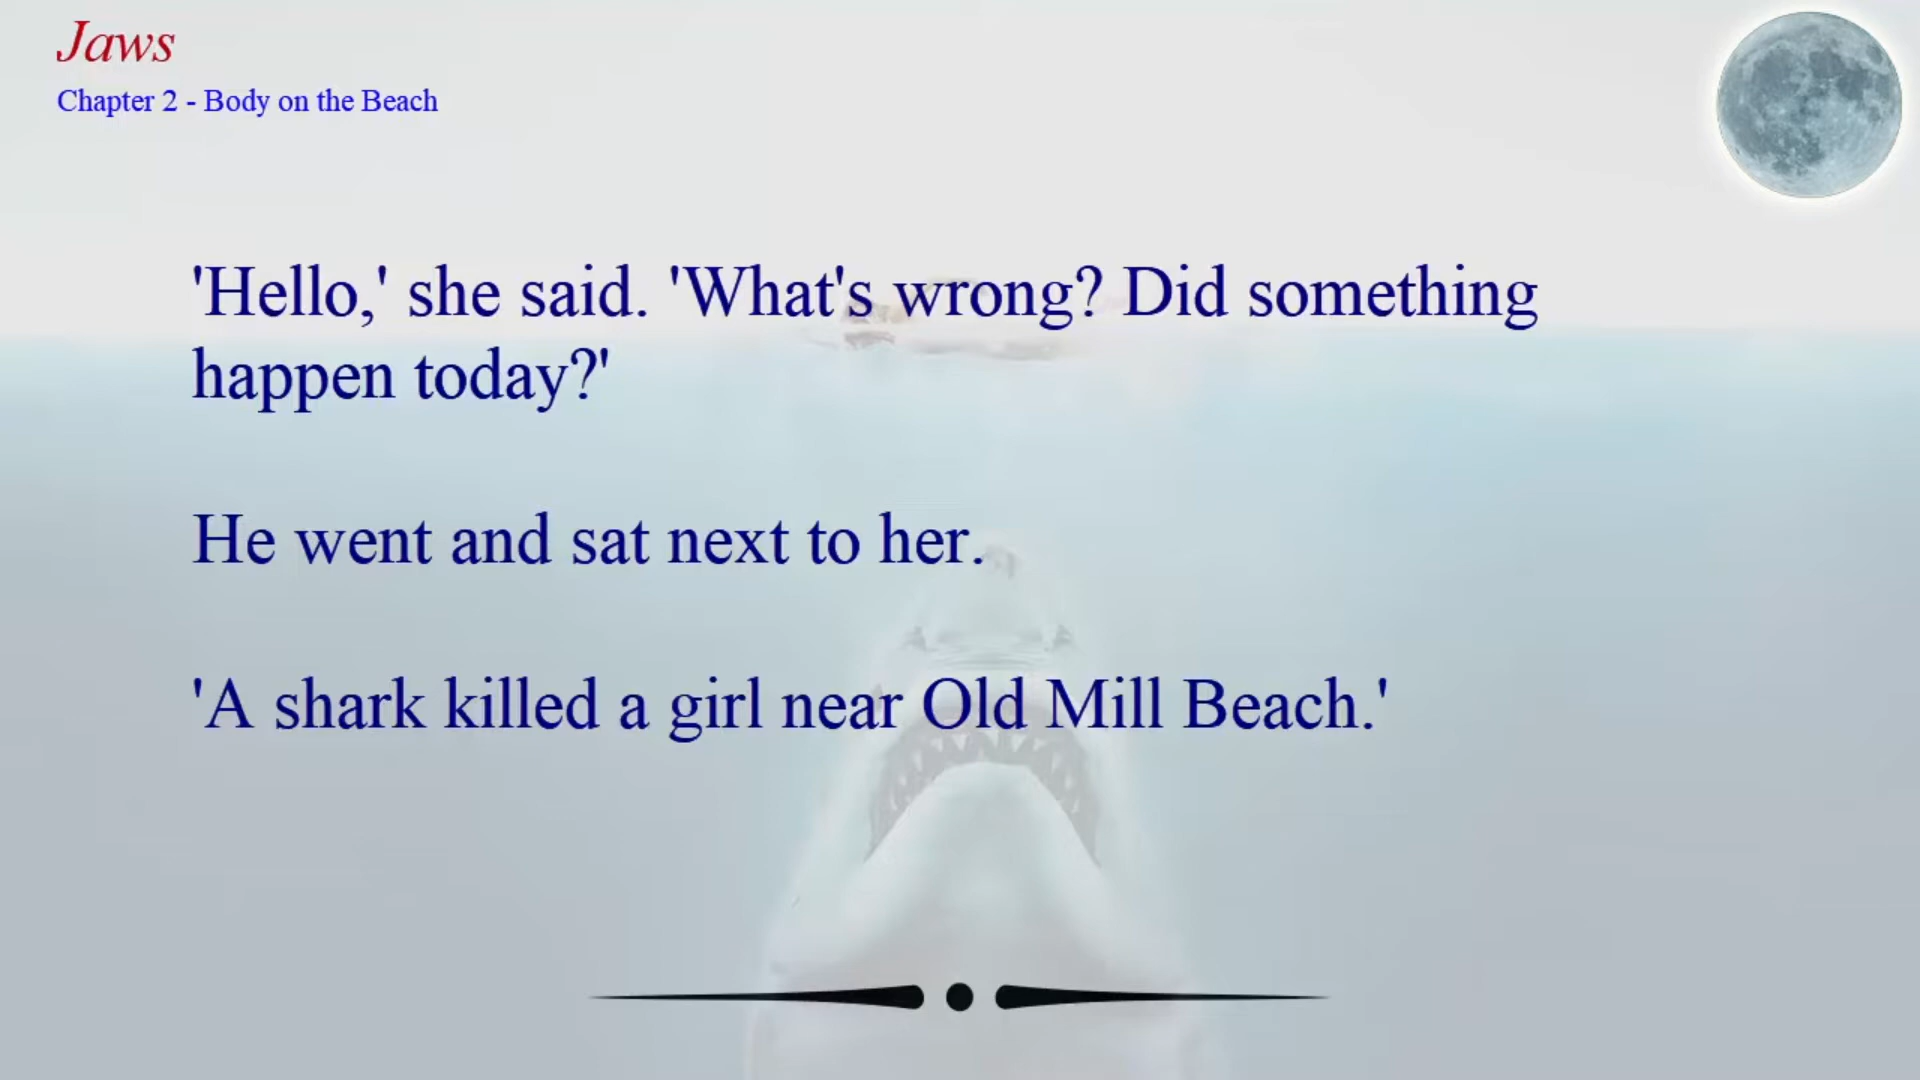 Jaws
Chapter 2 - Body on the Beach
'Hello,' she said. 'What's wrong? Did something
happen today?'
He went and sat next to her.
'A shark killed a girl near Old Mill Beach.'